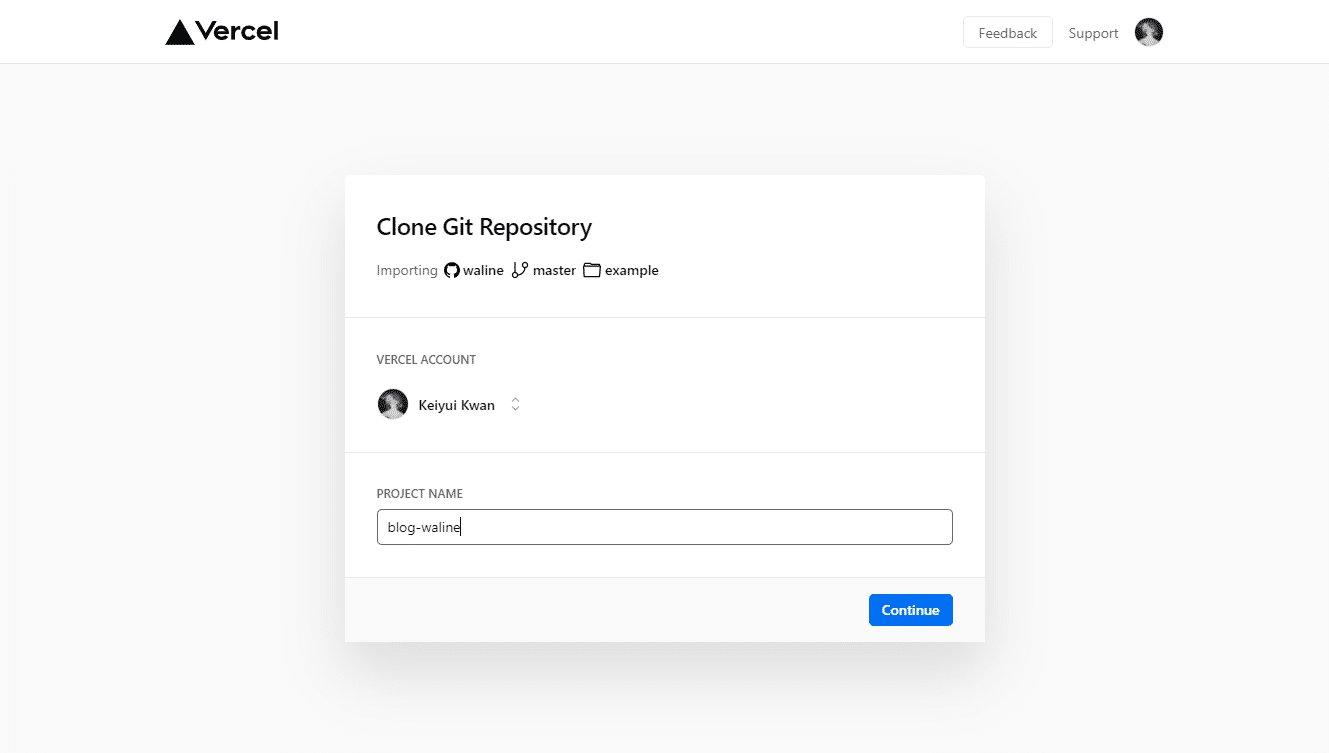 Vercel
Feedback Support
Clone Git Repository
Importing waline master example
VERCEL ACCOUNT
Keiyui Kwan
PROJECT NAME
blog-waline
Continue